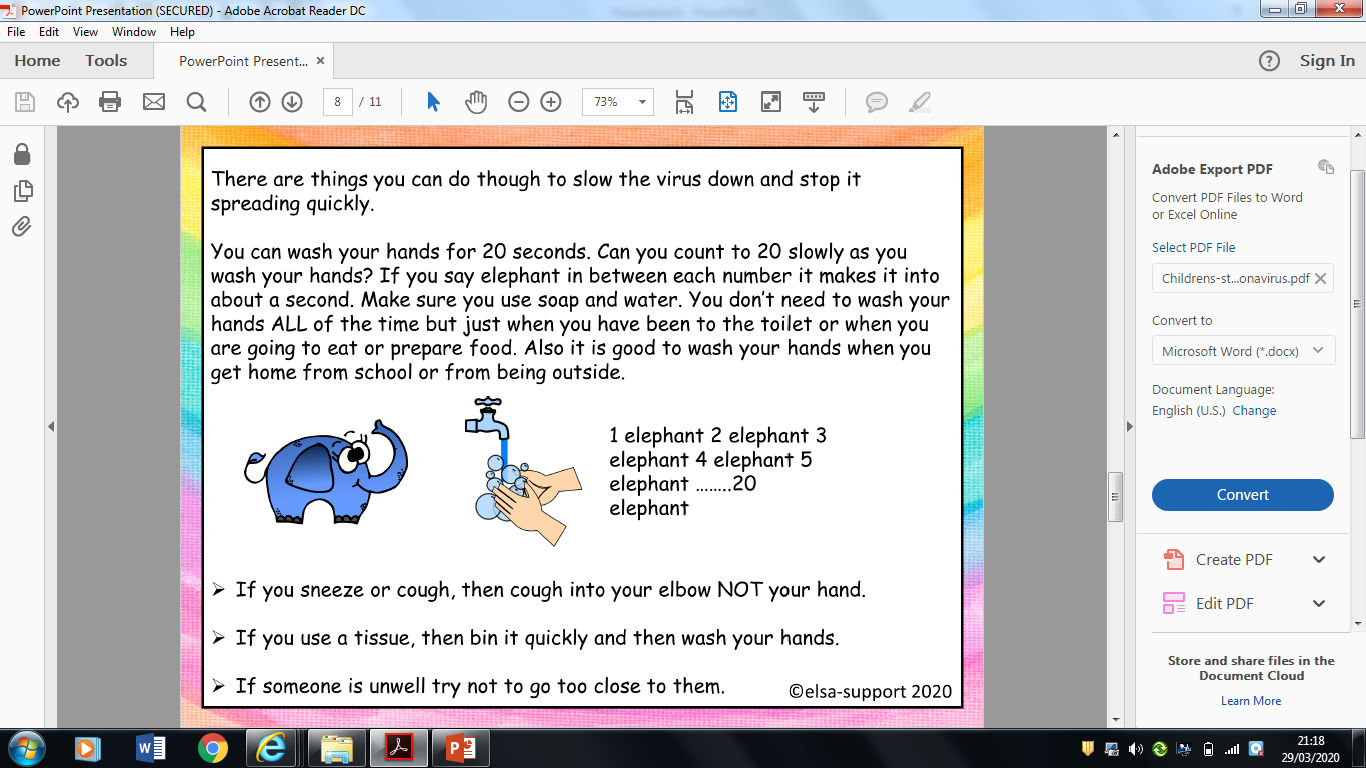 PowerPoint Presentation (SECURED) - Adobe Acrobat Reader DC
File Edit View Window Help
Home Tools PowerPoint Present... × Sign In
8 / 11 73%
There are things you can do though to slow the virus down and stop it
spreading quickly.
You can wash your hands for 20 seconds. Can you count to 20 slowly as you
wash your hands? If you say elephant in between each number it makes it into
about a second. Make sure you use soap and water. You don't need to wash your
hands ALL of the time but just when you have been to the toilet or when you
are going to eat or prepare food. Also it is good to wash your hands when you
get home from school or from being outside.
1 elephant 2 elephant 3
elephant 4 elephant 5
elephant ……..20
elephant
➢ If you sneeze or cough, then cough into your elbow NOT your hand.
➢ If you use a tissue, then bin it quickly and then wash your hands.
➢ If someone is unwell try not to go too close to them.
©elsa-support 2020
Adobe Export PDF
Convert PDF Files to Word
or Excel Online
Select PDF File
Childrens-st...onavirus.pdf
Convert to
Microsoft Word (*.docx)
Document Language:
English (U.S.) Change
Convert
Create PDF
Edit PDF
Store and share files in the
Document Cloud
Learn More
21:18
29/03/2020